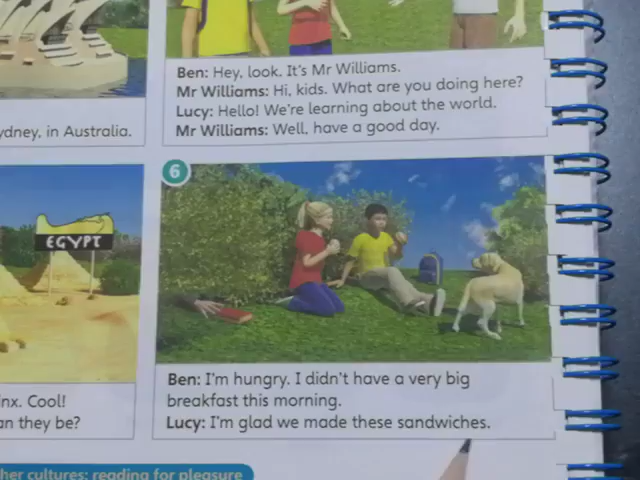 Ben: Hey, look. It's Mr Williams.
Mr Williams: Hi, kids. What are you doing here?
Lucy: Hello! We're learning about the world.
Mr Williams: Well, have a good day.
ydney, in Australia.
6
EGYPT
nx. Cool!
an they be?
Ben: I'm hungry. I didn't have a very big
breakfast this morning.
Lucy: I'm glad we made these sandwiches.
her cultures: reading for pleasure